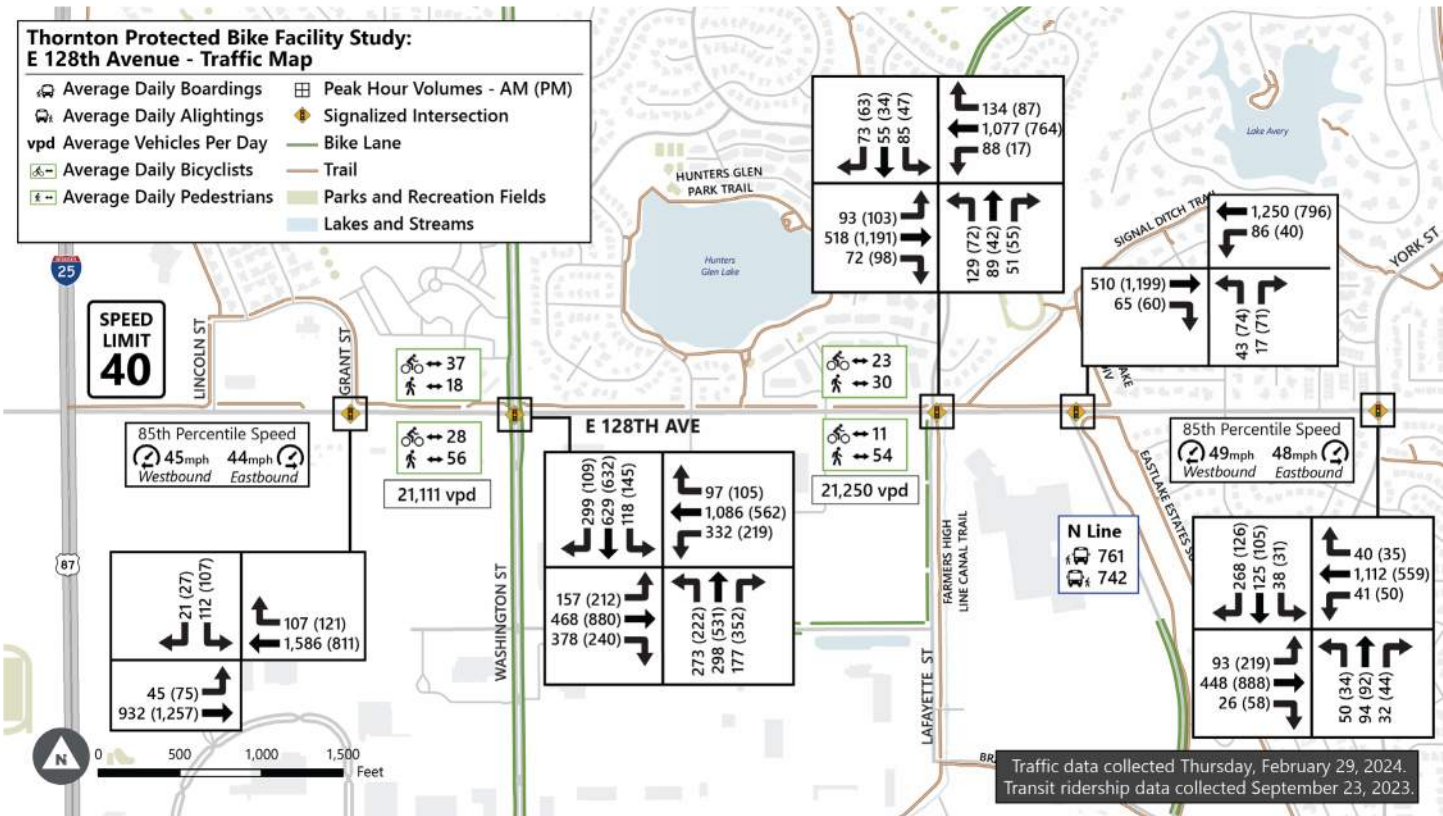 Thornton Protected Bike Facility Study:
E 128th Avenue - Traffic Map
Average Daily Boardings
Average Daily Alightings
vpd Average Vehicles Per Day
Average Daily Bicyclists
Average Daily Pedestrians
Peak Hour Volumes - AM (PM)
Signalized Intersection
Bike Lane
Trail
Parks and Recreation Fields
Lakes and Streams
25
SPEED
LIMIT
40
LINCOLN ST
GRANT ST
HUNTERS GLEN
PARK TRAIL
Hunters
Glen Lake
Lake Avery
SIGNAL DITCH TRAIL
YORK ST
73 (63)
555 (34)
85 (47)
134 (87)
1,077 (764)
88 (17)
93 (103)
518 (1,191)
72 (98)
129 (72)
89 (42)
51 (55)
1,250 (796)
86 (40)
510 (1,199)
65 (60)
43 (74)
17 (71)
37
18
28
56
21,111 vpd
23
30
11
54
21,250 vpd
E 128TH AVE
85th Percentile Speed
45mph 44mph
Westbound Eastbound
85th Percentile Speed
49mph 48mph
Westbound Eastbound
87
WASHINGTON ST
299 (109)
629 (632)
118 (145)
97 (105)
1,086 (562)
332 (219)
157 (212)
468 (880)
378 (240)
273 (222)
298 (531)
177 (352)
21 (27)
112 (107)
107 (121)
1,586 (811)
45 (75)
932 (1,257)
FARMERS HIGH
LINE CANAL TRAIL
LAFAYETTE ST
N Line
761
742
EASTLAKE ESTATES
268 (126)
125 (105)
38 (31)
40 (35)
1,112 (559)
41 (50)
93 (219)
448 (888)
26 (58)
50 (34)
94 (92)
32 (44)
N
0 500 1,000 1,500
Feet
Traffic data collected Thursday, February 29, 2024.
Transit ridership data collected September 23, 2023.